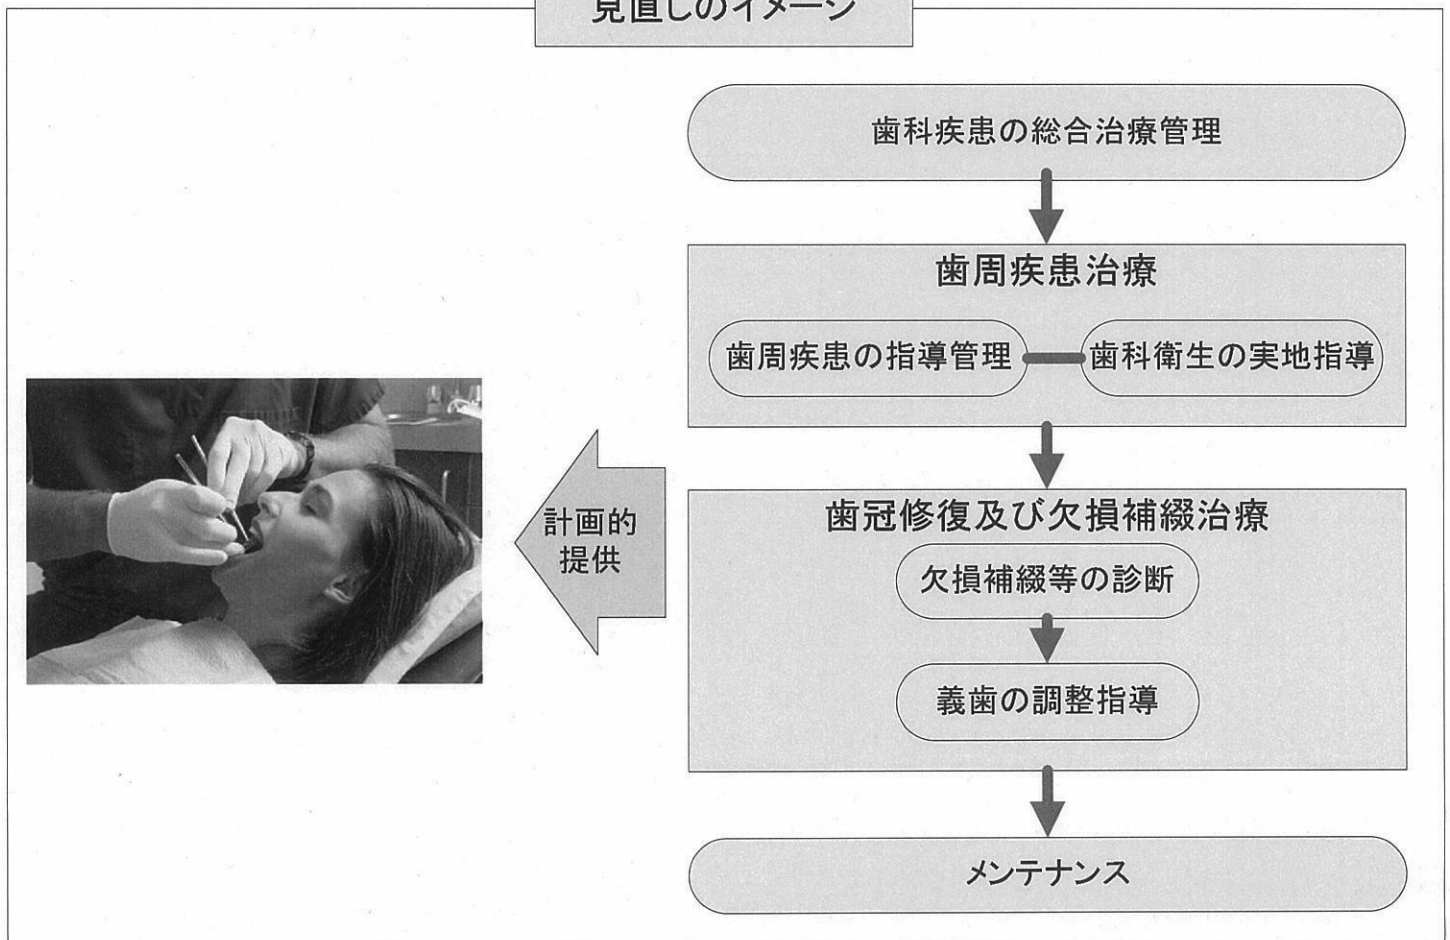 見直しのイメージ
歯科疾患の総合治療管理
歯周疾患治療
歯周疾患の指導管理
歯科衛生の実地指導
歯冠修復及び欠損補綴治療
欠損補綴等の診断
義歯の調整指導
メンテナンス
計画的
提供